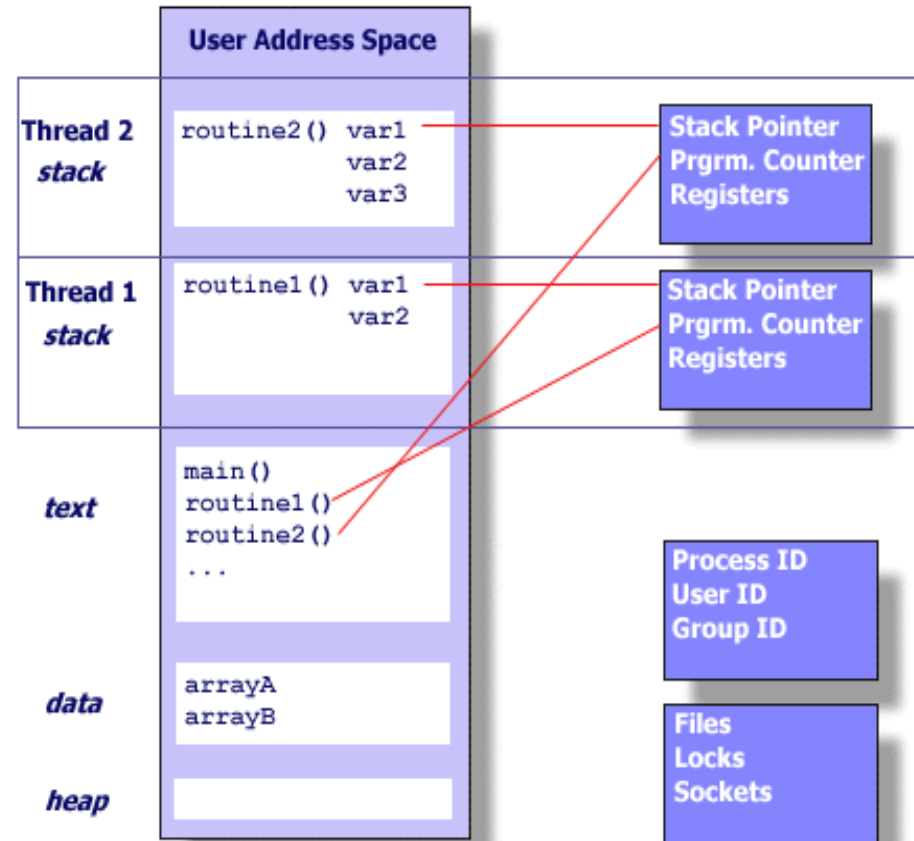 User Address Space
Thread 2
stack
routine2() var1
var2
var3
Stack Pointer
Prgrm. Counter
Registers
Thread 1
stack
routine1() var1
var2
Stack Pointer
Prgrm. Counter
Registers
text
main()
routine1()
routine2()
...
Process ID
User ID
Group ID
data
arrayA
arrayB
Files
Locks
Sockets
heap